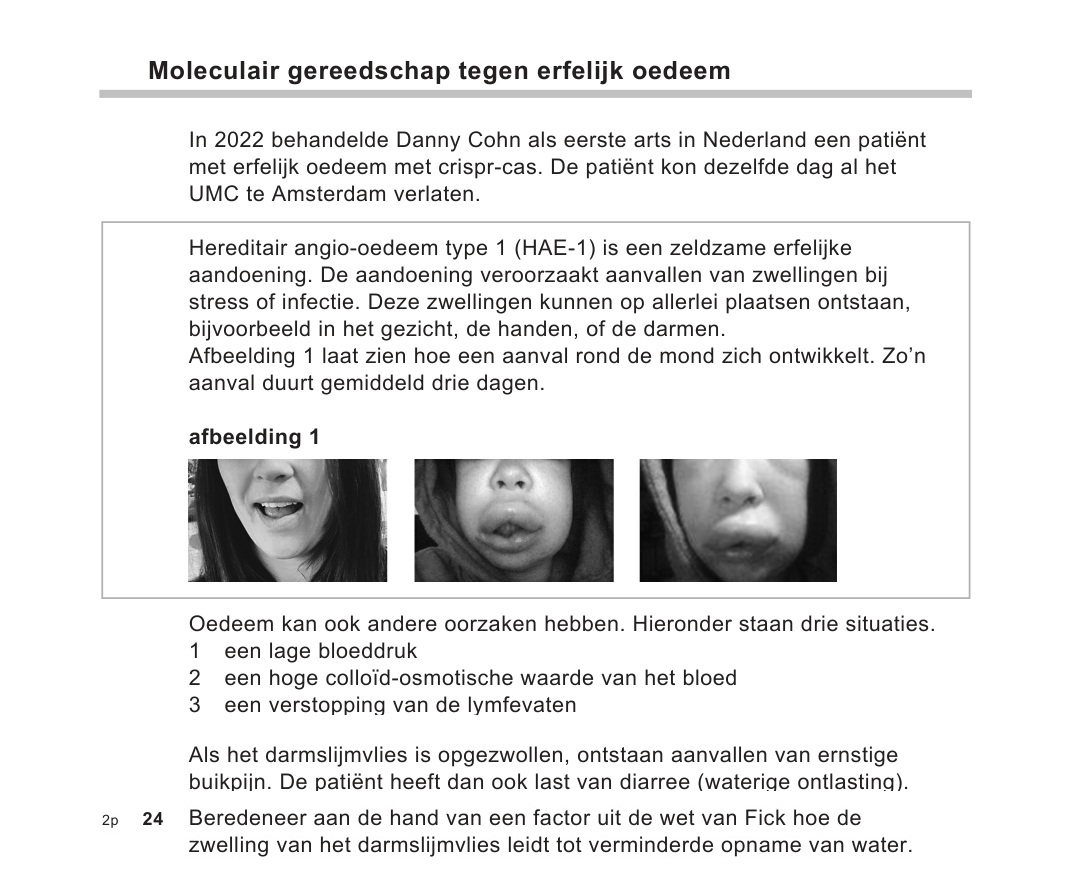 Moleculair gereedschap tegen erfelijk oedeem
In 2022 behandelde Danny Cohn als eerste arts in Nederland een patiënt
met erfelijk oedeem met crispr-cas. De patiënt kon dezelfde dag al het
UMC te Amsterdam verlaten.
Hereditair angio-oedeem type 1 (HAE-1) is een zeldzame erfelijke
aandoening. De aandoening veroorzaakt aanvallen van zwellingen bij
stress of infectie. Deze zwellingen kunnen op allerlei plaatsen ontstaan,
bijvoorbeeld in het gezicht, de handen, of de darmen.
Afbeelding 1 laat zien hoe een aanval rond de mond zich ontwikkelt. Zo’n
aanval duurt gemiddeld drie dagen.
afbeelding 1
Oedeem kan ook andere oorzaken hebben. Hieronder staan drie situaties.
1 een lage bloeddruk
2 een hoge colloïd-osmotische waarde van het bloed
3 een verstopping van de lymfevaten
Als het darmslijmvlies is opgezwollen, ontstaan aanvallen van ernstige
buikpijn. De patiënt heeft dan ook last van diarree (waterige ontlasting).
2p 24 Beredeneer aan de hand van een factor uit de wet van Fick hoe de
zwelling van het darmslijmvlies leidt tot verminderde opname van water.